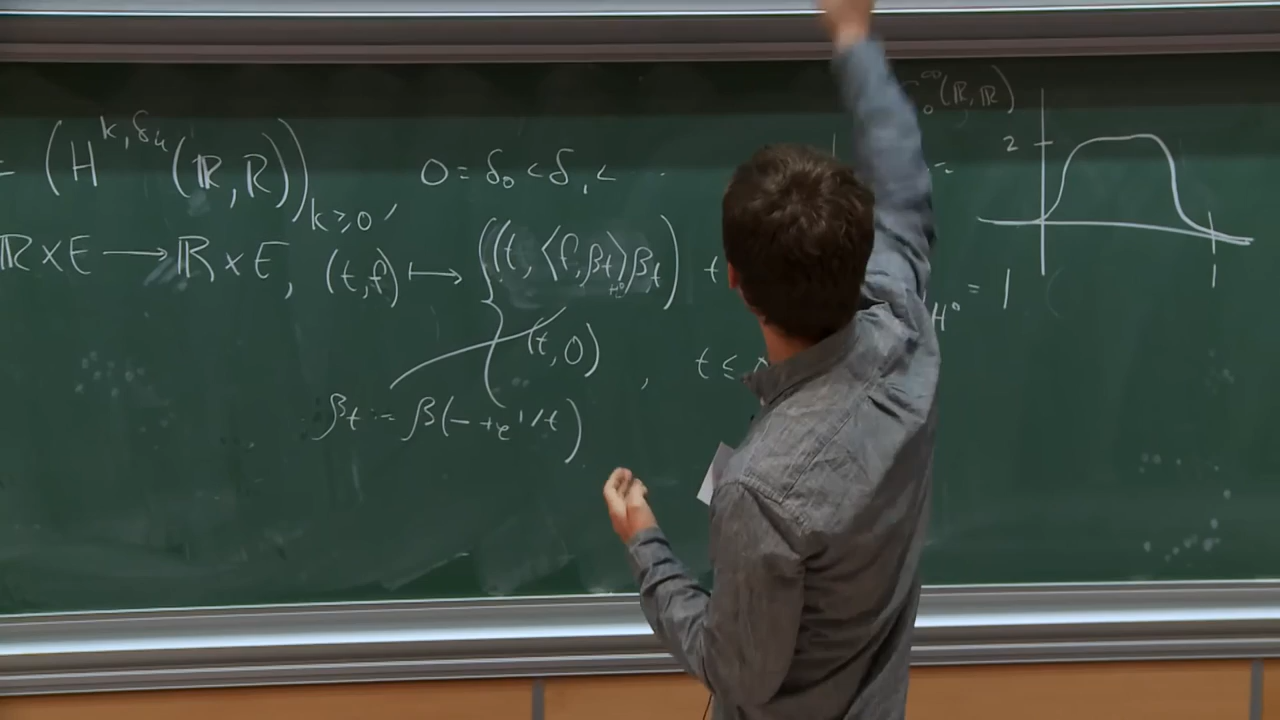 = (H^{k,δ_k}(ℝ,ℝ))_{k≥0}, 0=δ_0<δ_1<
ℝ×E → ℝ×E, (t,f) ↦ { (t, ⟨f,β_t⟩_{H^0} β_t) t
(t,0) , t ≤
β_t := β(- + e^{1/t})
C_0^∞(ℝ,ℝ)
2
H^0 = 1
1